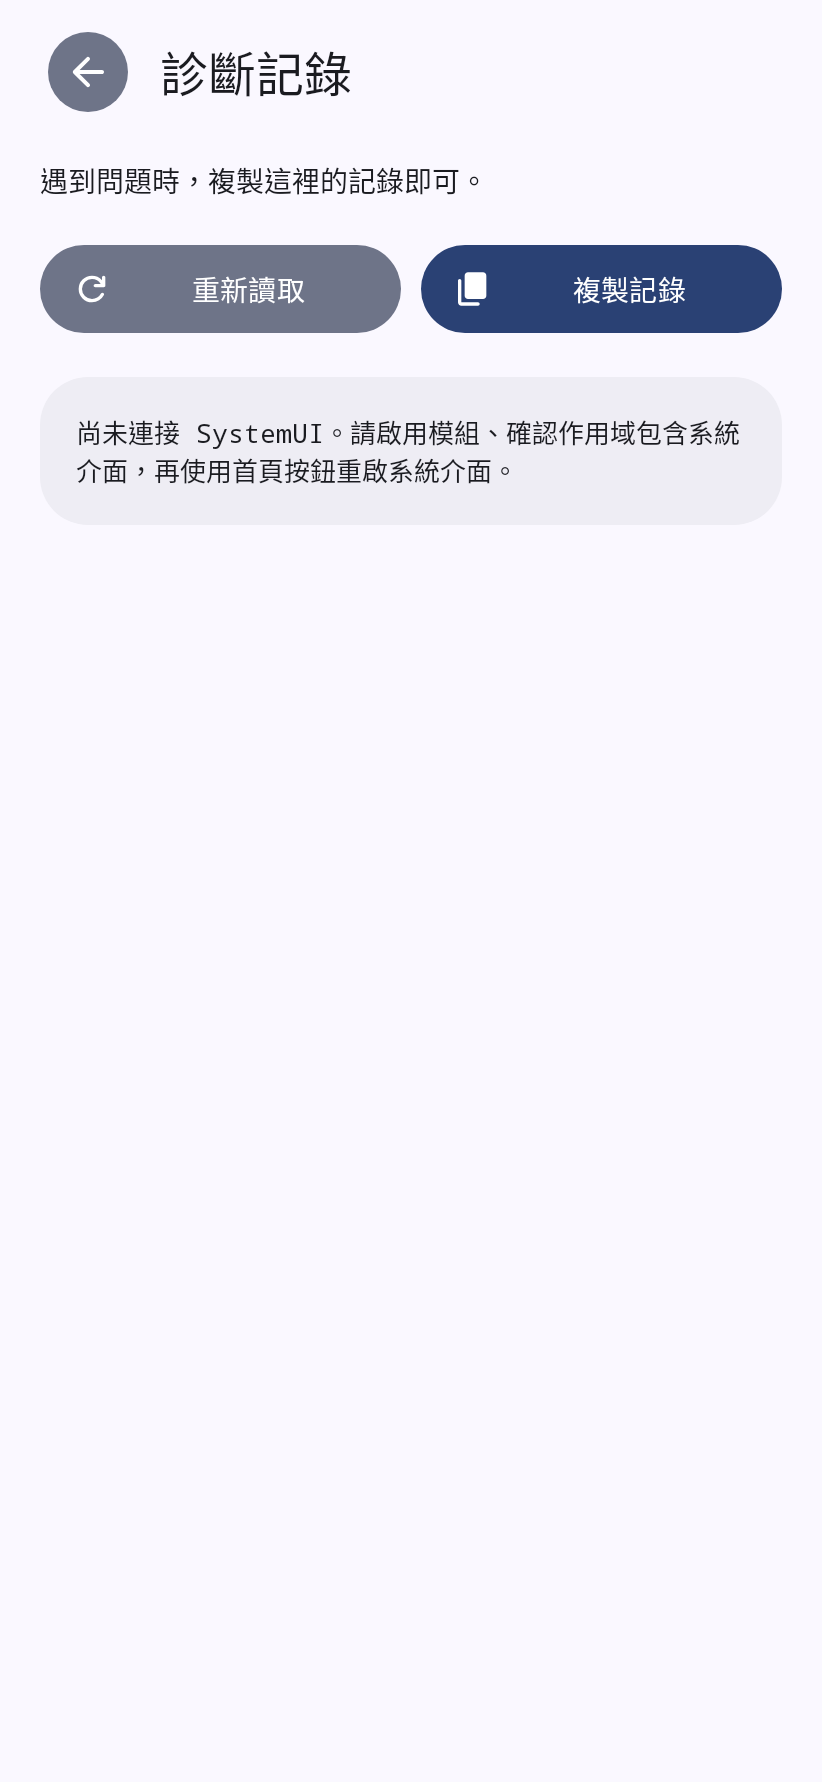 診斷記錄
遇到問題時，複製這裡的記錄即可。
重新讀取
複製記錄
尚未連接 SystemUI。請啟用模組、確認作用域包含系統
介面，再使用首頁按鈕重啟系統介面。